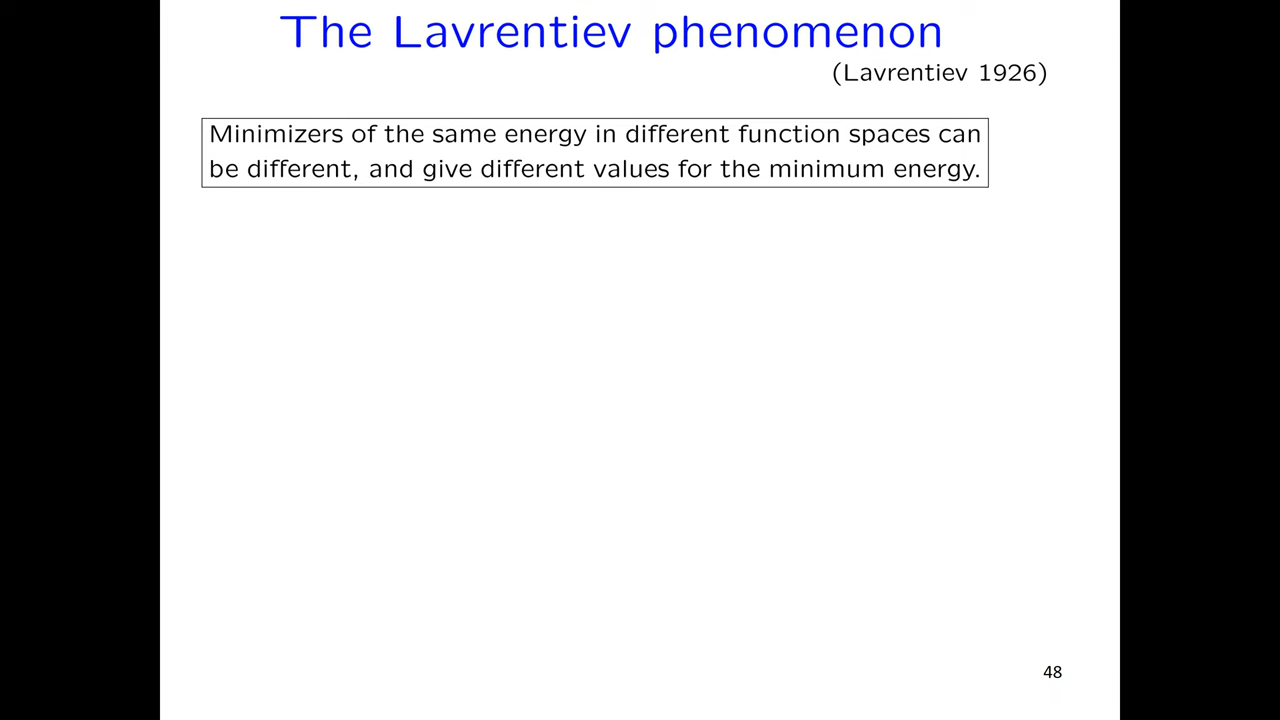 The Lavrentiev phenomenon
(Lavrentiev 1926)
Minimizers of the same energy in different function spaces can
be different, and give different values for the minimum energy.
48